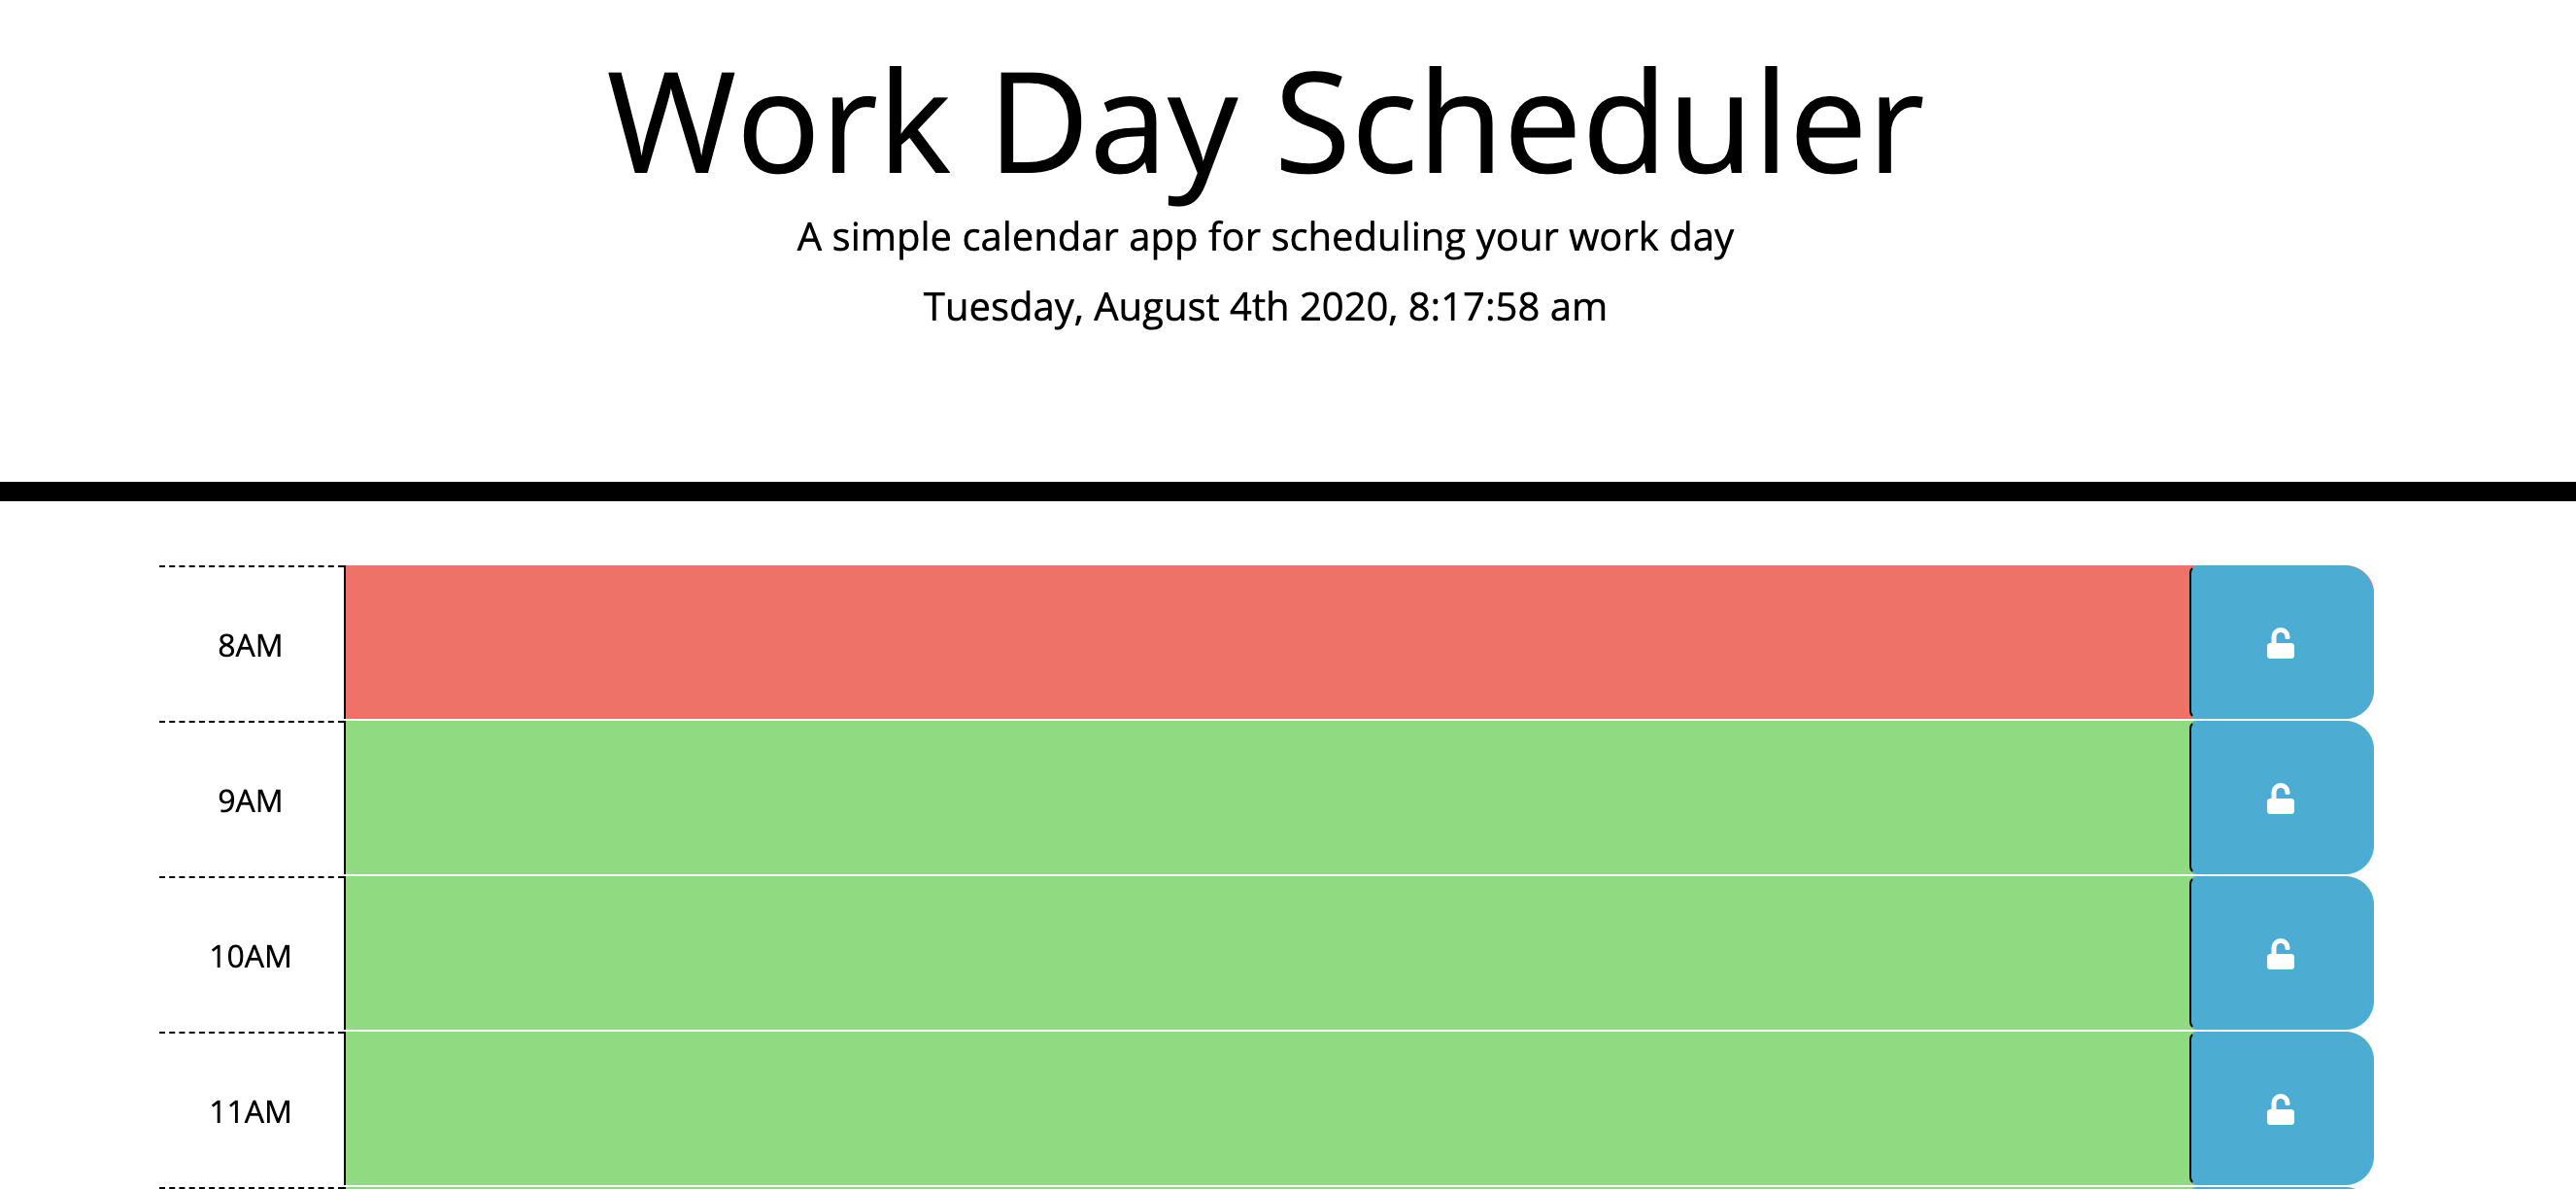 Work Day Scheduler
A simple calendar app for scheduling your work day
Tuesday, August 4th 2020, 8:17:58 am
8AM
9AM
10AM
11AM